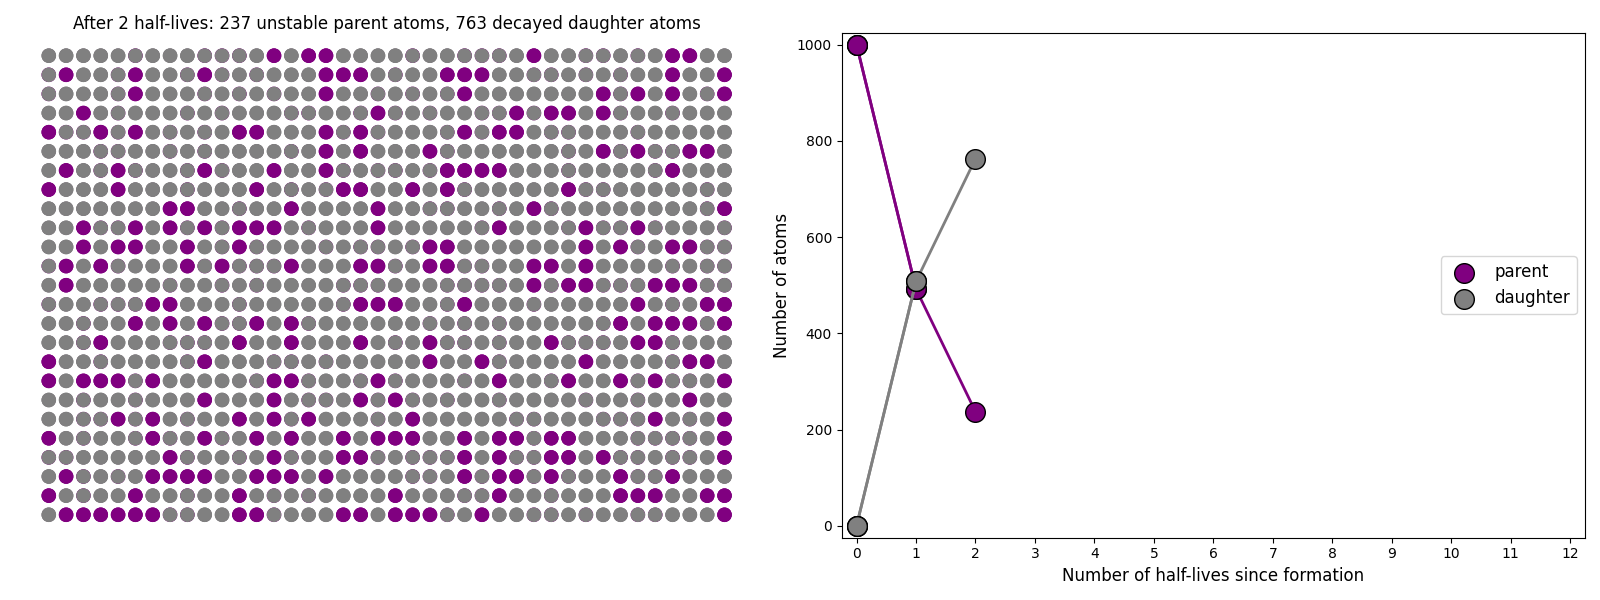 After 2 half-lives: 237 unstable parent atoms, 763 decayed daughter atoms
Number of atoms
1000
800
600
400
200
0
0 1 2 3 4 5 6 7 8 9 10 11 12
Number of half-lives since formation
parent
daughter